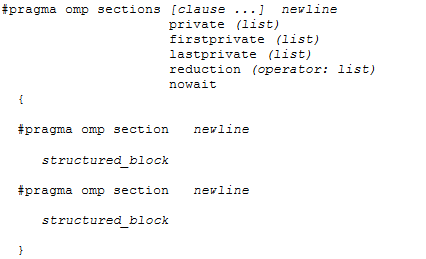 #pragma omp sections [clause ...] newline
private (list)
firstprivate (list)
lastprivate (list)
reduction (operator: list)
nowait
{
#pragma omp section newline
structured_block
#pragma omp section newline
structured_block
}